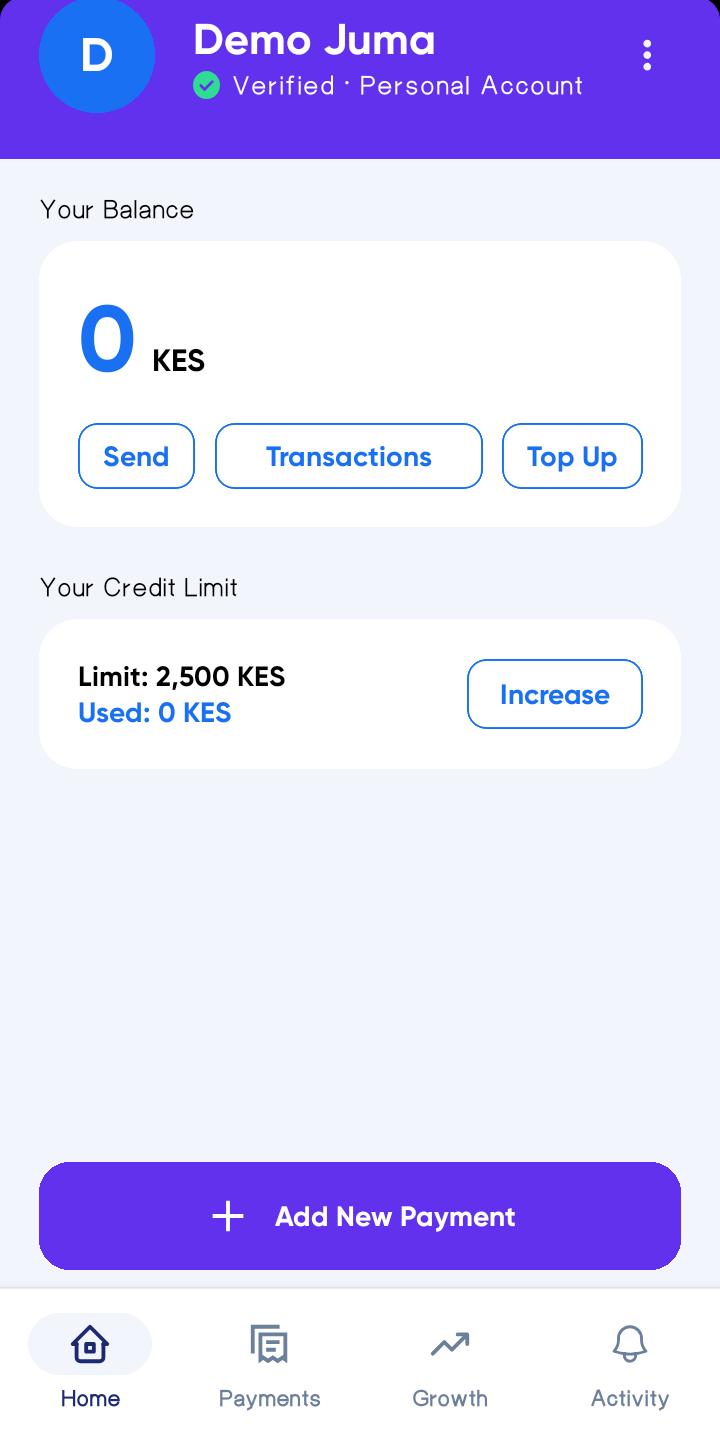 D
Demo Juma
Verified · Personal Account
Your Balance
0 KES
Send Transactions Top Up
Your Credit Limit
Limit: 2,500 KES
Used: 0 KES
Increase
Add New Payment
Home Payments Growth Activity